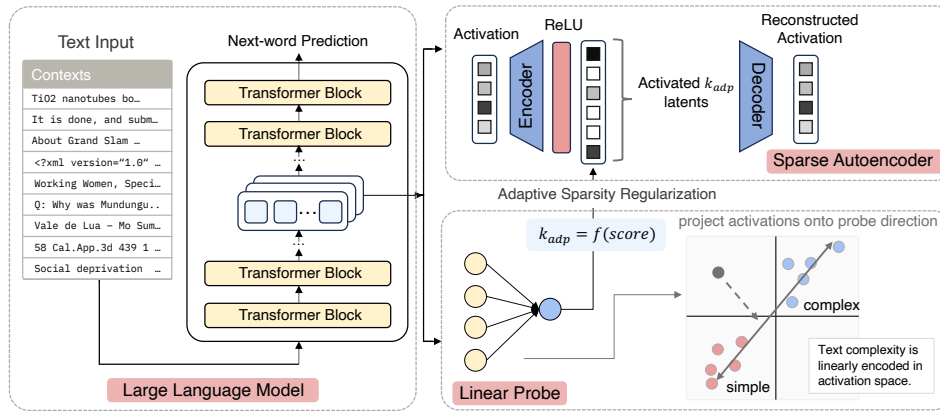 Text Input
Contexts
TiO2 nanotubes bo…
It is done, and subm…
About Grand Slam …
<?xml version="1.0" …
Working Women, Speci…
Q: Why was Mundungu..
Vale de Lua – Mo Sum…
58 Cal.App.3d 439 1 …
Social deprivation …
Next-word Prediction
Transformer Block
Transformer Block
...
...
...
Transformer Block
Transformer Block
Large Language Model
Activation
Encoder
ReLU
Activated k_adp
latents
Decoder
Reconstructed
Activation
Sparse Autoencoder
Adaptive Sparsity Regularization
k_adp = f(score)
Linear Probe
project activations onto probe direction
complex
simple
Text complexity is
linearly encoded in
activation space.